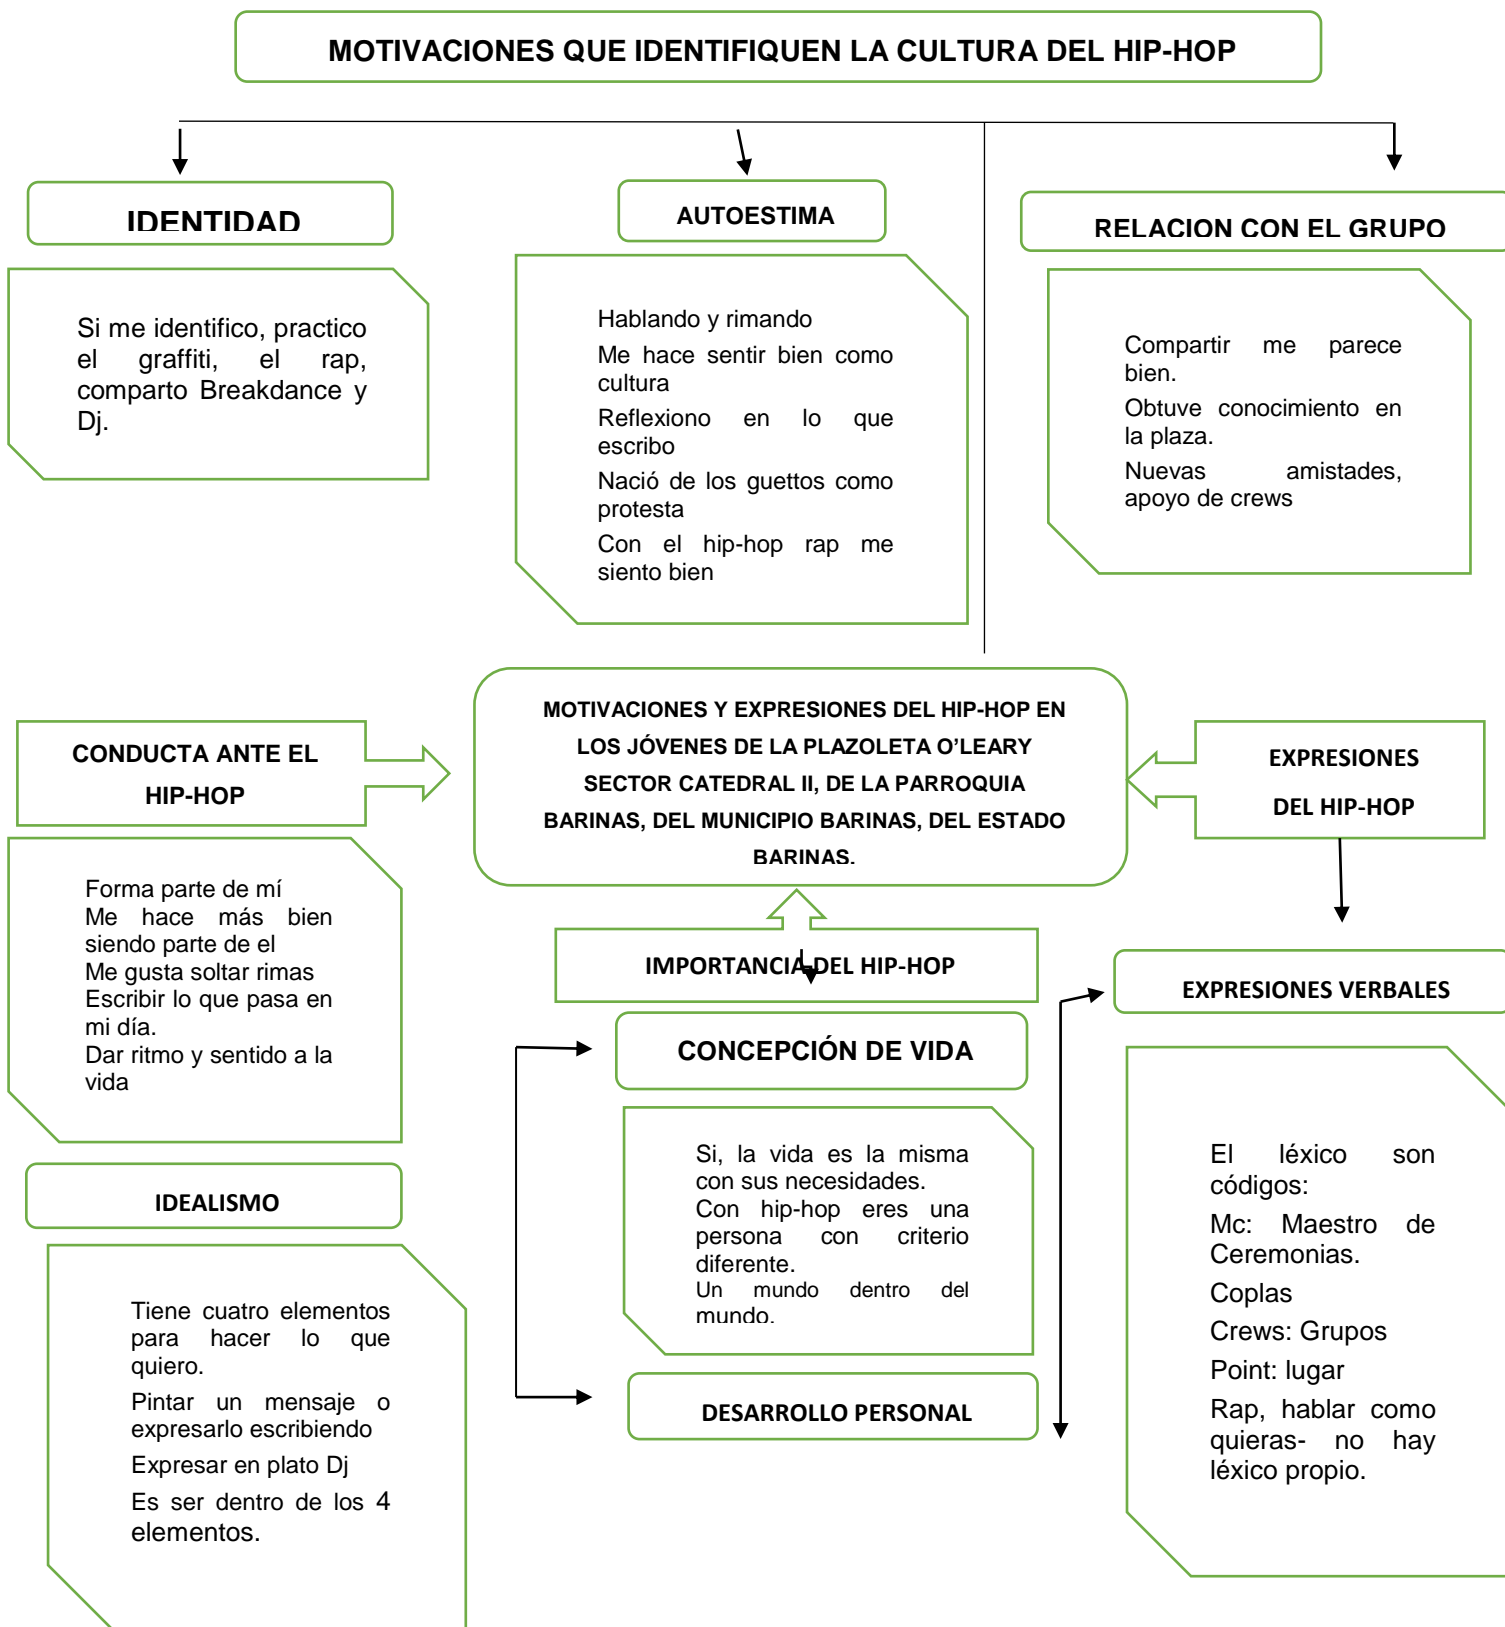 MOTIVACIONES QUE IDENTIFIQUEN LA CULTURA DEL HIP-HOP
IDENTIDAD
Si me identifico, practico
el graffiti, el rap,
comparto Breakdance y
Dj.
AUTOESTIMA
Hablando y rimando
Me hace sentir bien como
cultura
Reflexiono en lo que
escribo
Nació de los guettos como
protesta
Con el hip-hop rap me
siento bien
RELACION CON EL GRUPO
Compartir me parece
bien.
Obtuve conocimiento en
la plaza.
Nuevas amistades,
apoyo de crews
MOTIVACIONES Y EXPRESIONES DEL HIP-HOP EN
LOS JÓVENES DE LA PLAZOLETA O'LEARY
SECTOR CATEDRAL II, DE LA PARROQUIA
BARINAS, DEL MUNICIPIO BARINAS, DEL ESTADO
BARINAS.
CONDUCTA ANTE EL
HIP-HOP
Forma parte de mí
Me hace más bien
siendo parte de el
Me gusta soltar rimas
Escribir lo que pasa en
mi día.
Dar ritmo y sentido a la
vida
IDEALISMO
Tiene cuatro elementos
para hacer lo que
quiero.
Pintar un mensaje o
expresarlo escribiendo
Expresar en plato Dj
Es ser dentro de los 4
elementos.
IMPORTANCIA DEL HIP-HOP
CONCEPCIÓN DE VIDA
Si, la vida es la misma
con sus necesidades.
Con hip-hop eres una
persona con criterio
diferente.
Un mundo dentro del
mundo.
DESARROLLO PERSONAL
EXPRESIONES
DEL HIP-HOP
EXPRESIONES VERBALES
El léxico son
códigos:
Mc: Maestro de
Ceremonias.
Coplas
Crews: Grupos
Point: lugar
Rap, hablar como
quieras- no hay
léxico propio.